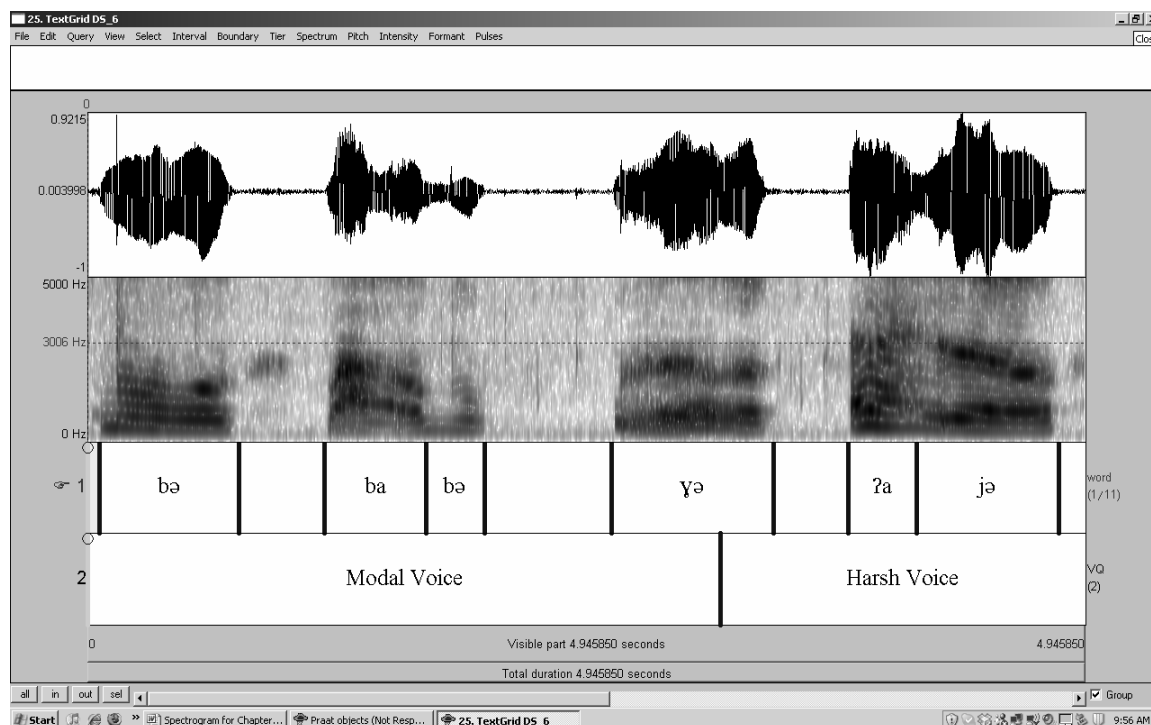 25. TextGrid DS_6
File Edit Query View Select Interval Boundary Tier Spectrum Pitch Intensity Formant Pulses
Clos
0
0.9215
0.003998
-1
5000 Hz
3006 Hz
0 Hz
1 bə ba bə ɣə ʔa jə word
(1/11)
2 Modal Voice Harsh Voice VQ
(2)
0 Visible part 4.945850 seconds 4.945850
Total duration 4.945850 seconds
all in out sel Group
Start » Spectrogram for Chapter... Praat objects (Not Resp... 25. TextGrid DS_6 9:56 AM